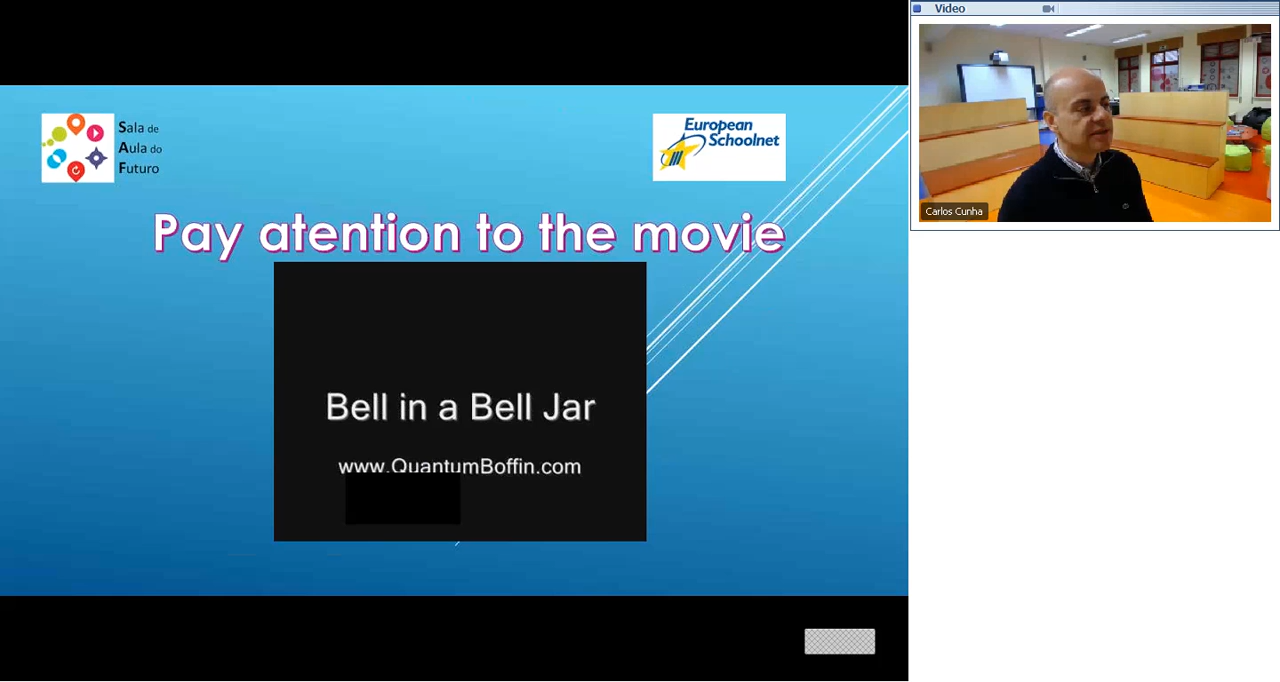 Sala de
Aula do
Futuro
European
Schoolnet
Pay atention to the movie
Bell in a Bell Jar
www.QuantumBoffin.com
Video
Carlos Cunha